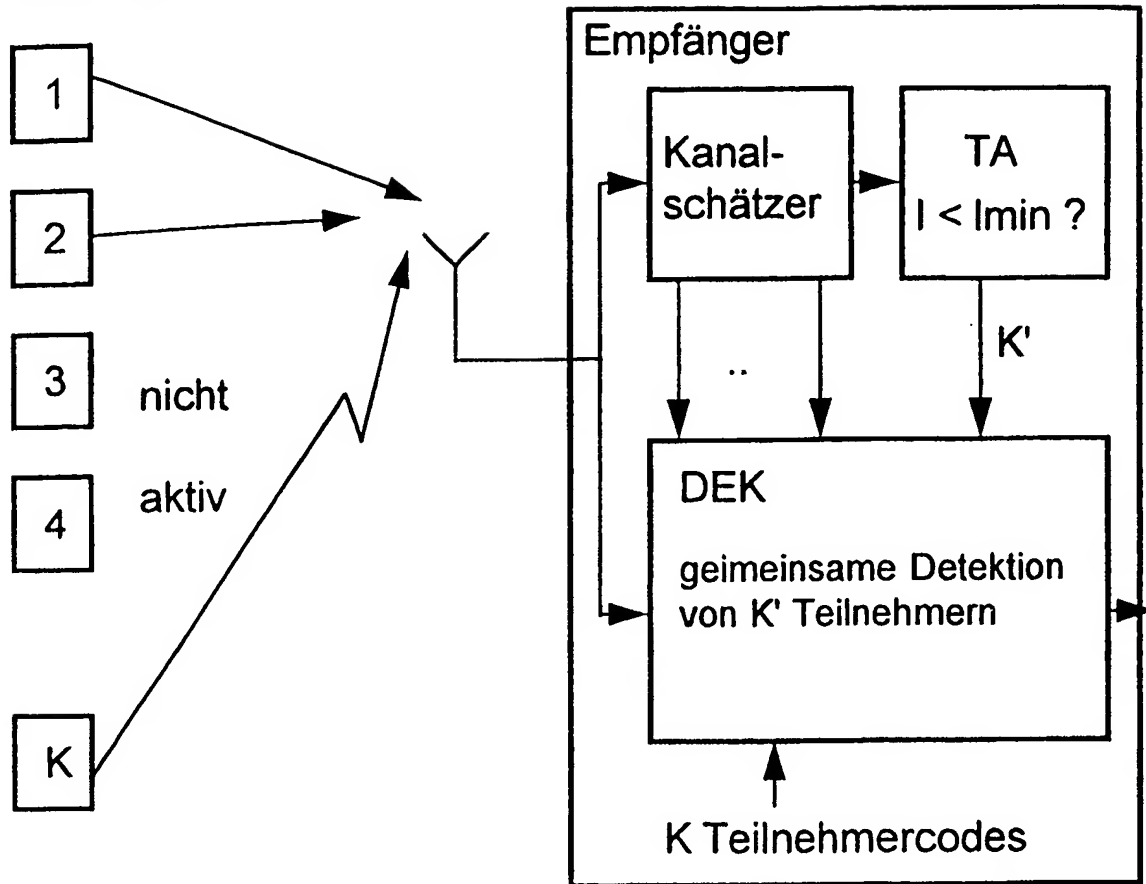 1
2
3
4
K
nicht
aktiv
Empfänger
Kanal-
schätzer
TA
I < Imin ?
..
K'
DEK
geimeinsame Detektion
von K' Teilnehmern
K Teilnehmercodes